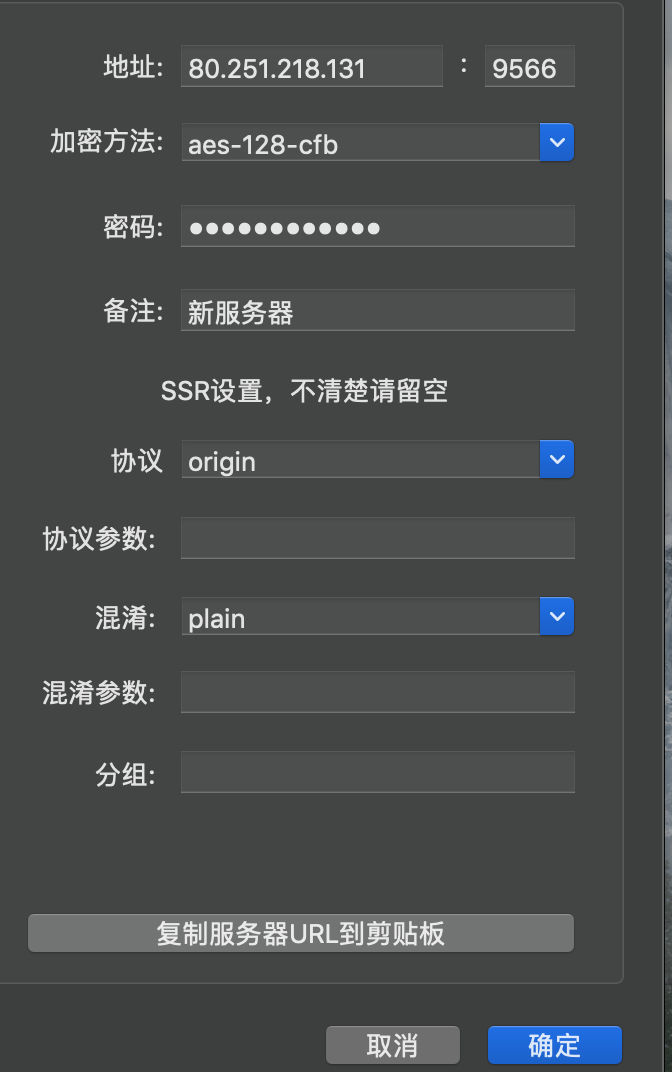 地址: 80.251.218.131 : 9566
加密方法: aes-128-cfb
密码: ●●●●●●●●●●●●
备注: 新服务器
SSR设置，不清楚请留空
协议 origin
协议参数:
混淆: plain
混淆参数:
分组:
复制服务器URL到剪贴板
取消 确定